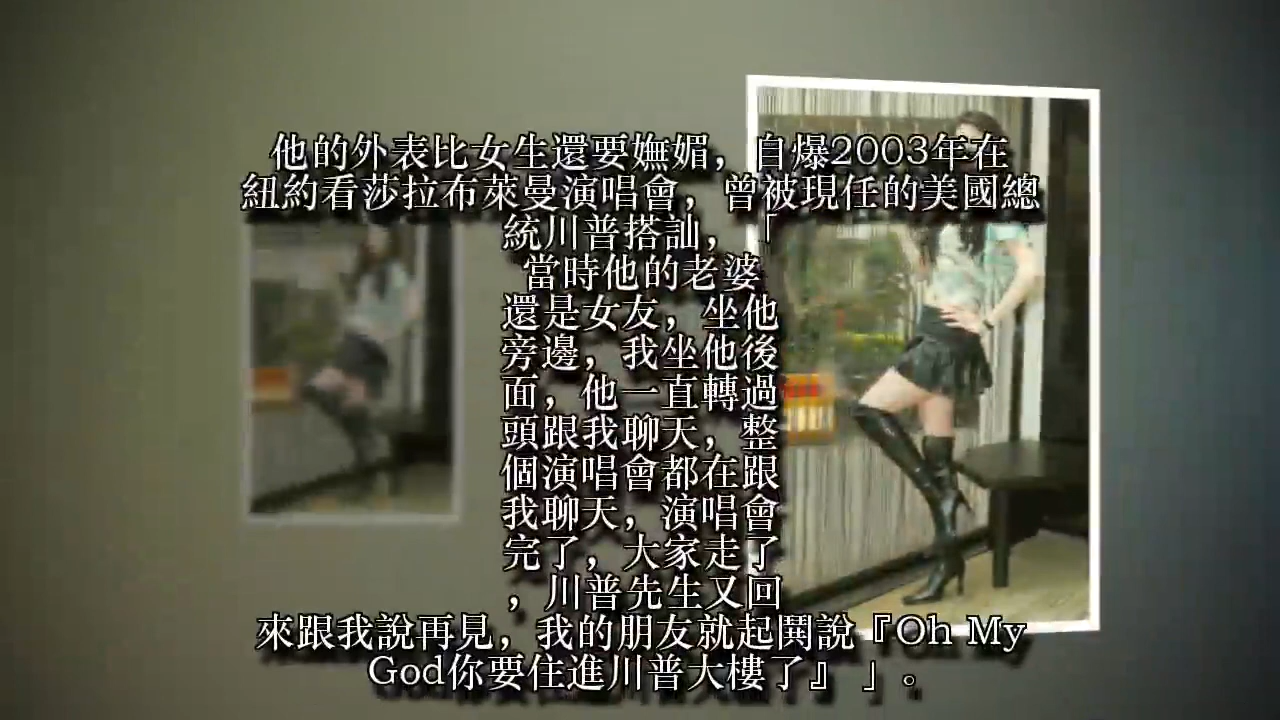 他的外表比女生還要嫵媚，自爆2003年在
紐約看莎拉布萊曼演唱會，曾被現任的美國總
統川普搭訕，「
當時他的老婆
還是女友，坐他
旁邊，我坐他後
面，他一直轉過
頭跟我聊天，整
個演唱會都在跟
我聊天，演唱會
完了，大家走了
，川普先生又回
來跟我說再見，我的朋友就起鬨說『Oh My
God你要住進川普大樓了』」。